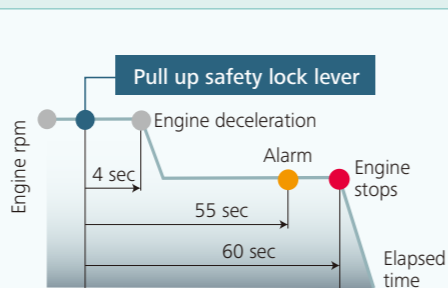 Pull up safety lock lever
Engine rpm
Engine deceleration
4 sec
Alarm
Engine
stops
55 sec
60 sec
Elapsed
time